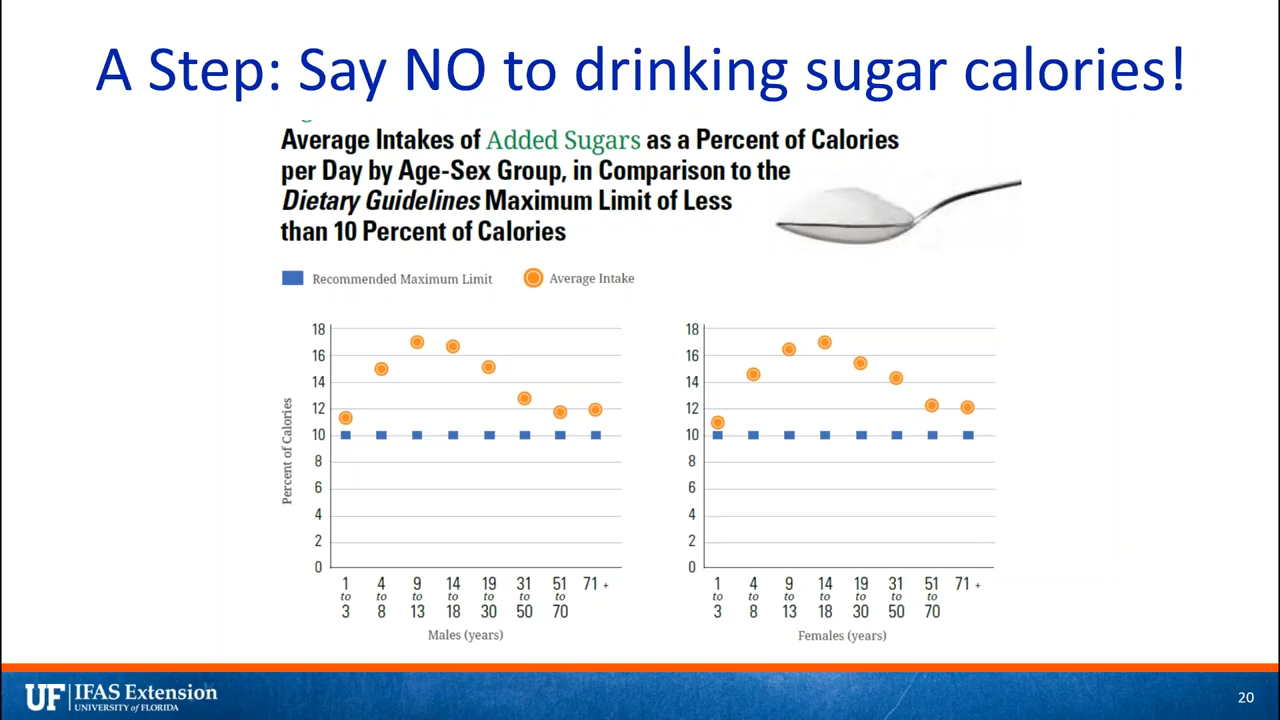 A Step: Say NO to drinking sugar calories!
Average Intakes of Added Sugars as a Percent of Calories
per Day by Age-Sex Group, in Comparison to the
Dietary Guidelines Maximum Limit of Less
than 10 Percent of Calories
Recommended Maximum Limit
Average Intake
Percent of Calories
18
16
14
12
10
8
6
4
2
0
1 to 3
4 to 8
9 to 13
14 to 18
19 to 30
31 to 50
51 to 70
71 +
Males (years)
18
16
14
12
10
8
6
4
2
0
1 to 3
4 to 8
9 to 13
14 to 18
19 to 30
31 to 50
51 to 70
71 +
Females (years)
UF IFAS Extension
UNIVERSITY of FLORIDA
20